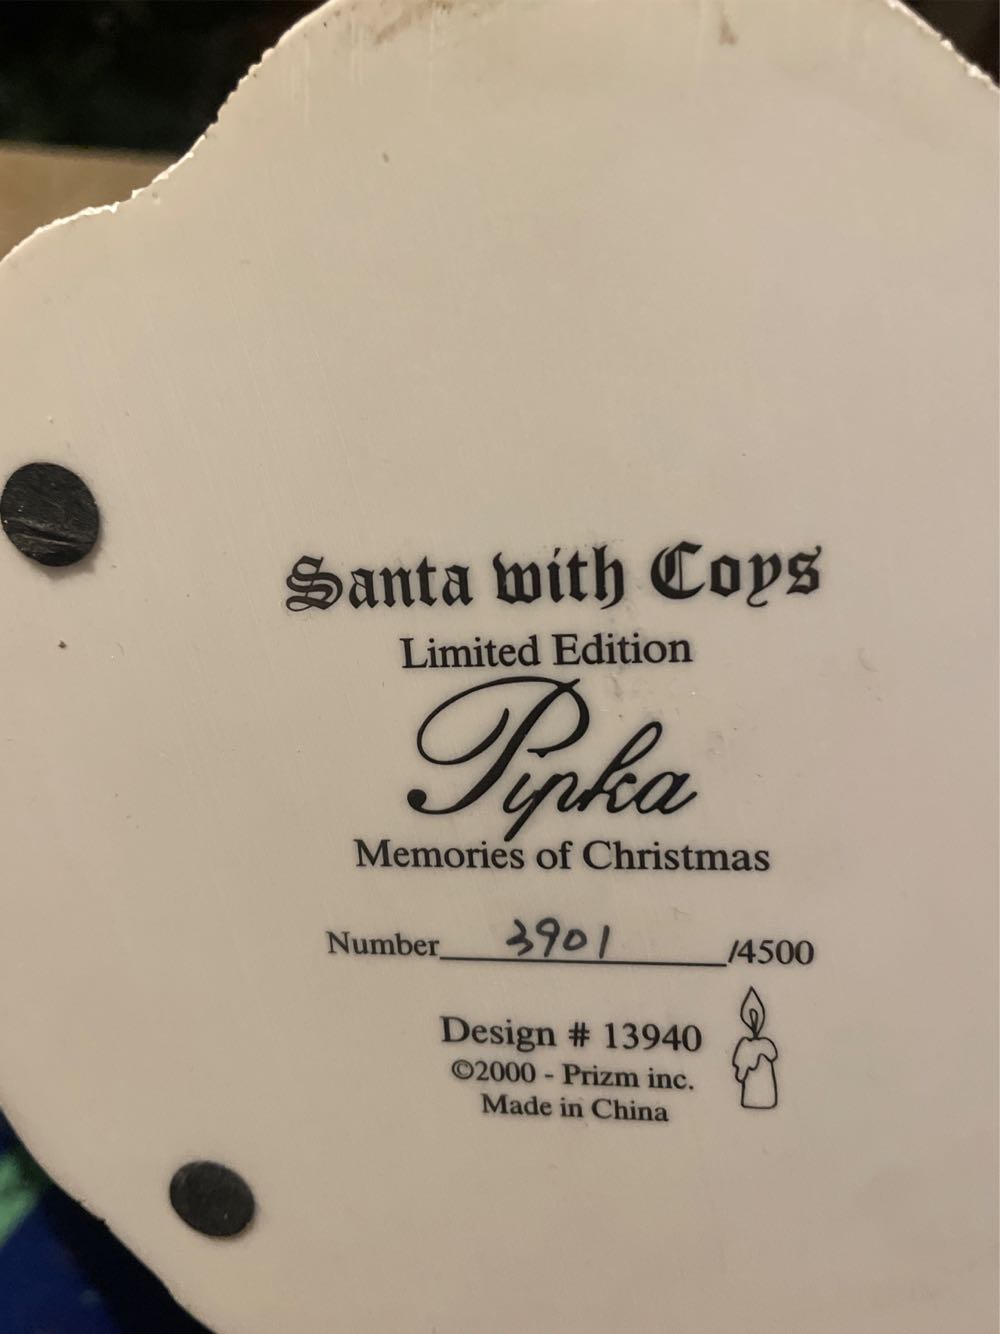 Santa with Toys
Limited Edition
Pipka
Memories of Christmas
Number 3901 /4500
Design # 13940
©2000 - Prizm inc.
Made in China